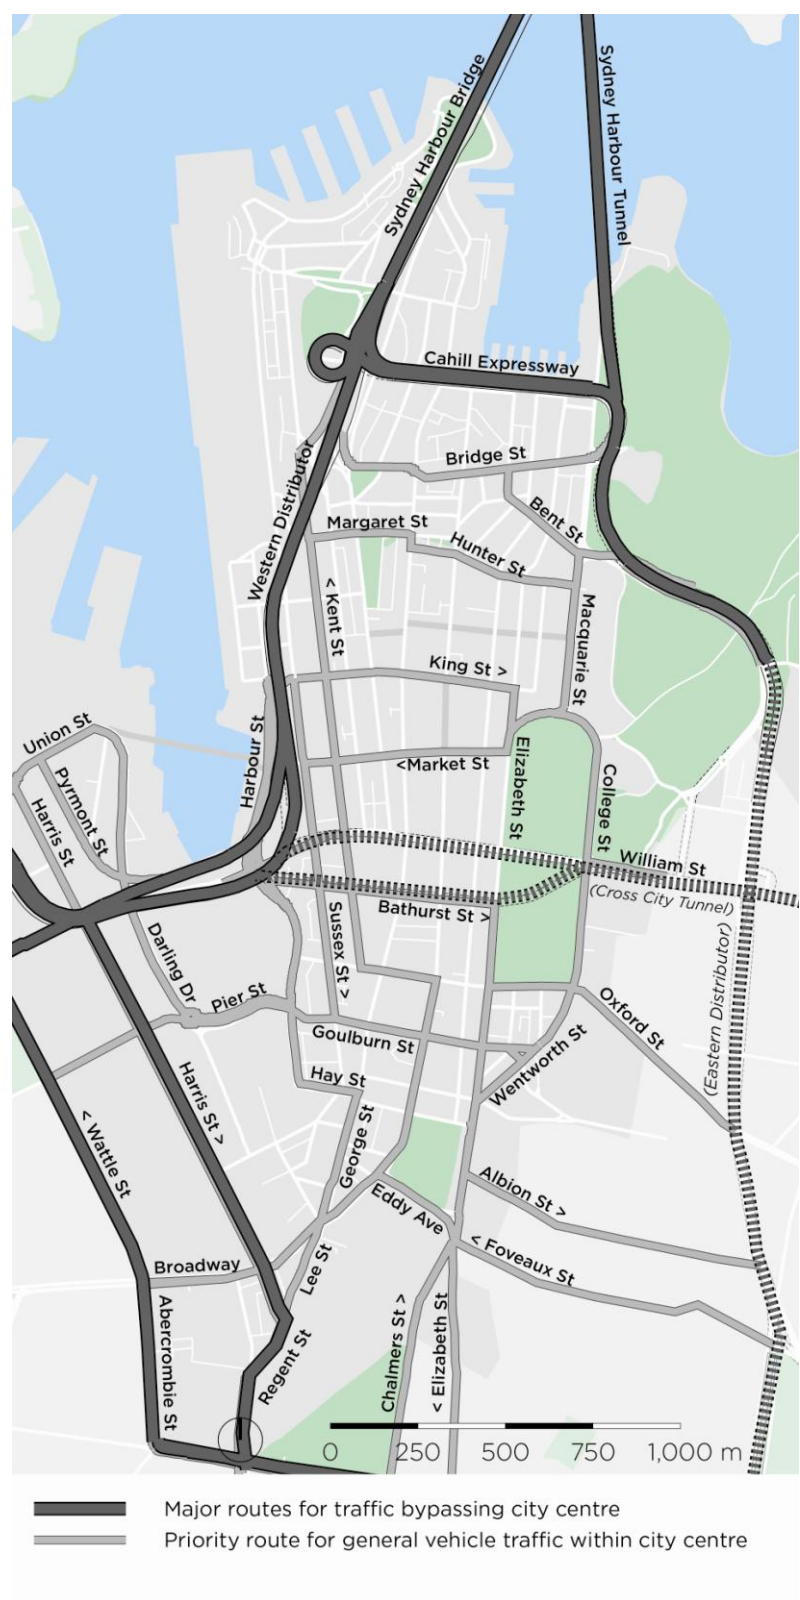 Sydney Harbour Bridge
Sydney Harbour Tunnel
Cahill Expressway
Western Distributor
Bridge St
Bent St
Margaret St
Hunter St
< Kent St
Macquarie St
King St >
Union St
Harbour St
<Market St
Elizabeth St
College St
Pyrmont St
Harris St
William St
(Cross City Tunnel)
Bathurst St >
Sussex St >
Darling Dr
(Eastern Distributor)
Pier St
Oxford St
Goulburn St
Wentworth St
Hay St
Harris St >
< Wattle St
George St
Albion St >
Eddy Ave
< Foveaux St
Broadway
Lee St
Abercrombie St
Regent St
Chalmers St >
< Elizabeth St
0 250 500 750 1,000 m
Major routes for traffic bypassing city centre
Priority route for general vehicle traffic within city centre